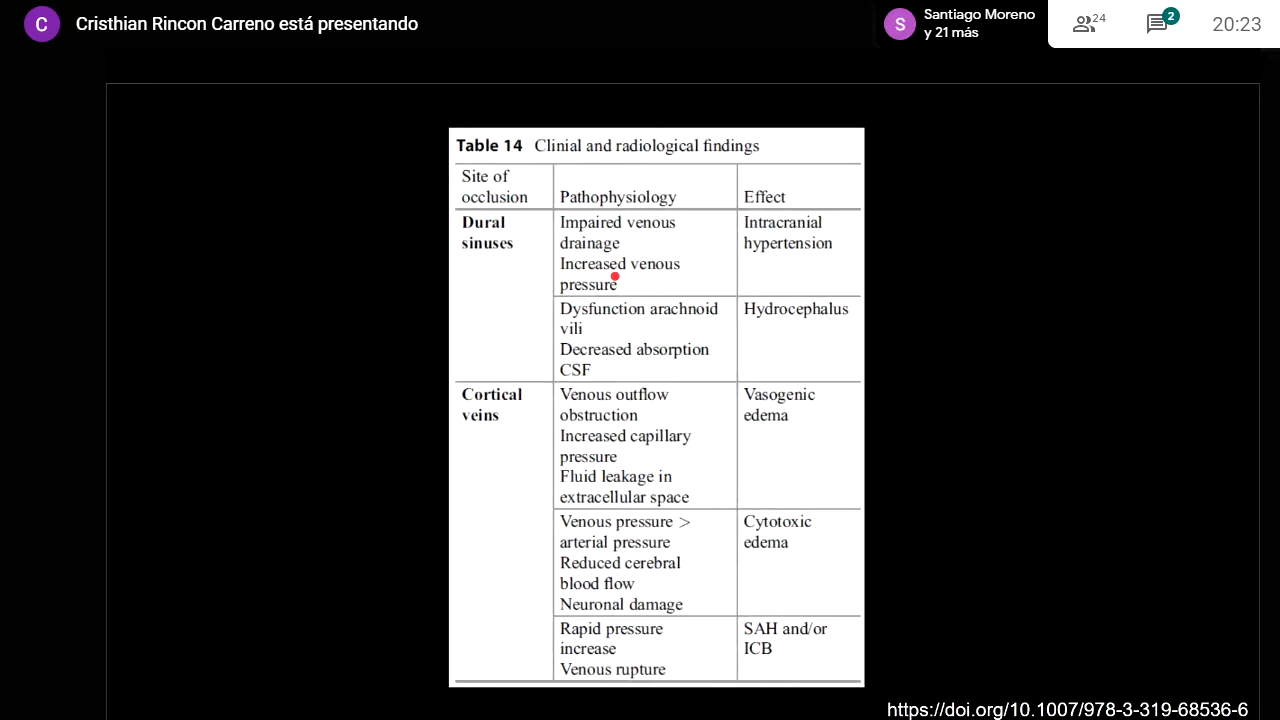 C
Cristhian Rincon Carreno está presentando
S
Santiago Moreno
y 21 más
24
2
20:23
Table 14 Clinial and radiological findings
Site of
occlusion
Pathophysiology
Effect
Dural
sinuses
Impaired venous
drainage
Increased venous
pressure
Intracranial
hypertension
Dysfunction arachnoid
vili
Decreased absorption
CSF
Hydrocephalus
Cortical
veins
Venous outflow
obstruction
Increased capillary
pressure
Fluid leakage in
extracellular space
Vasogenic
edema
Venous pressure >
arterial pressure
Reduced cerebral
blood flow
Neuronal damage
Cytotoxic
edema
Rapid pressure
increase
Venous rupture
SAH and/or
ICB
https://doi.org/10.1007/978-3-319-68536-6